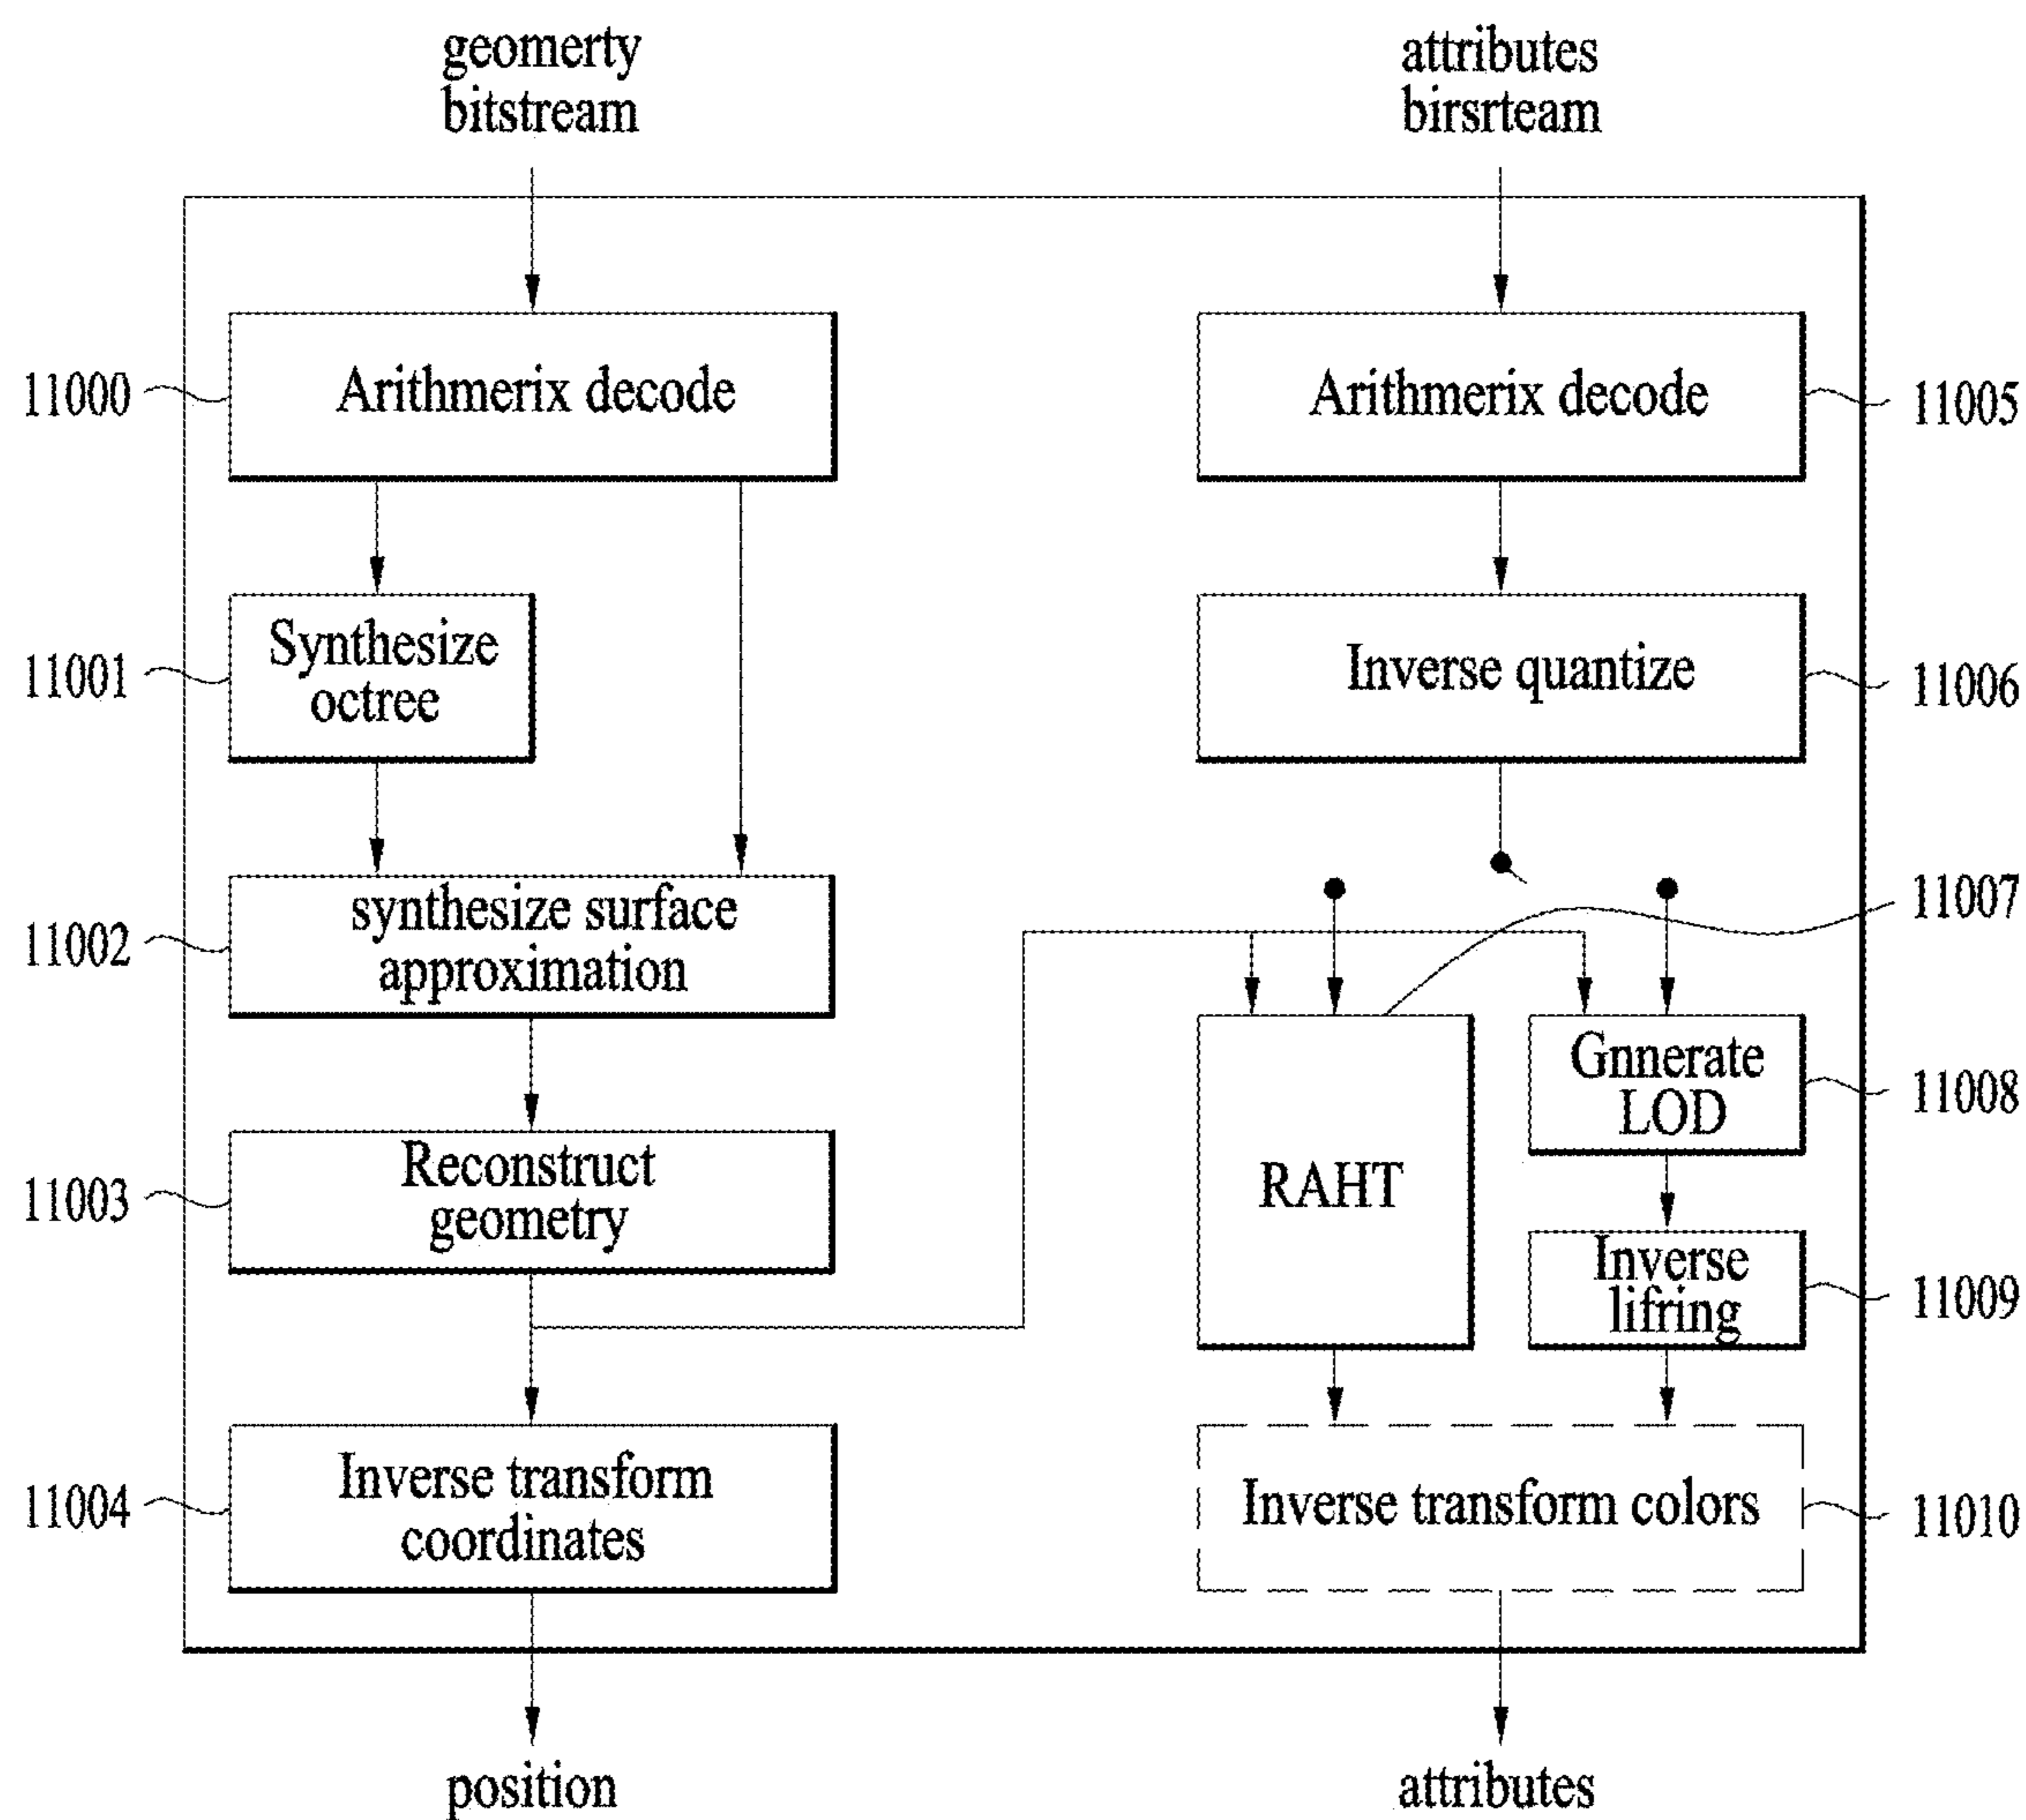 geomerty
bitstream
attributes
birsrteam
11000
Arithmerix decode
Arithmerix decode
11005
11001
Synthesize
octree
Inverse quantize
11006
11002
synthesize surface
approximation
11007
11003
Reconstruct
geometry
RAHT
Gnnerate
LOD
11008
Inverse
lifring
11009
11004
Inverse transform
coordinates
Inverse transform colors
11010
position
attributes